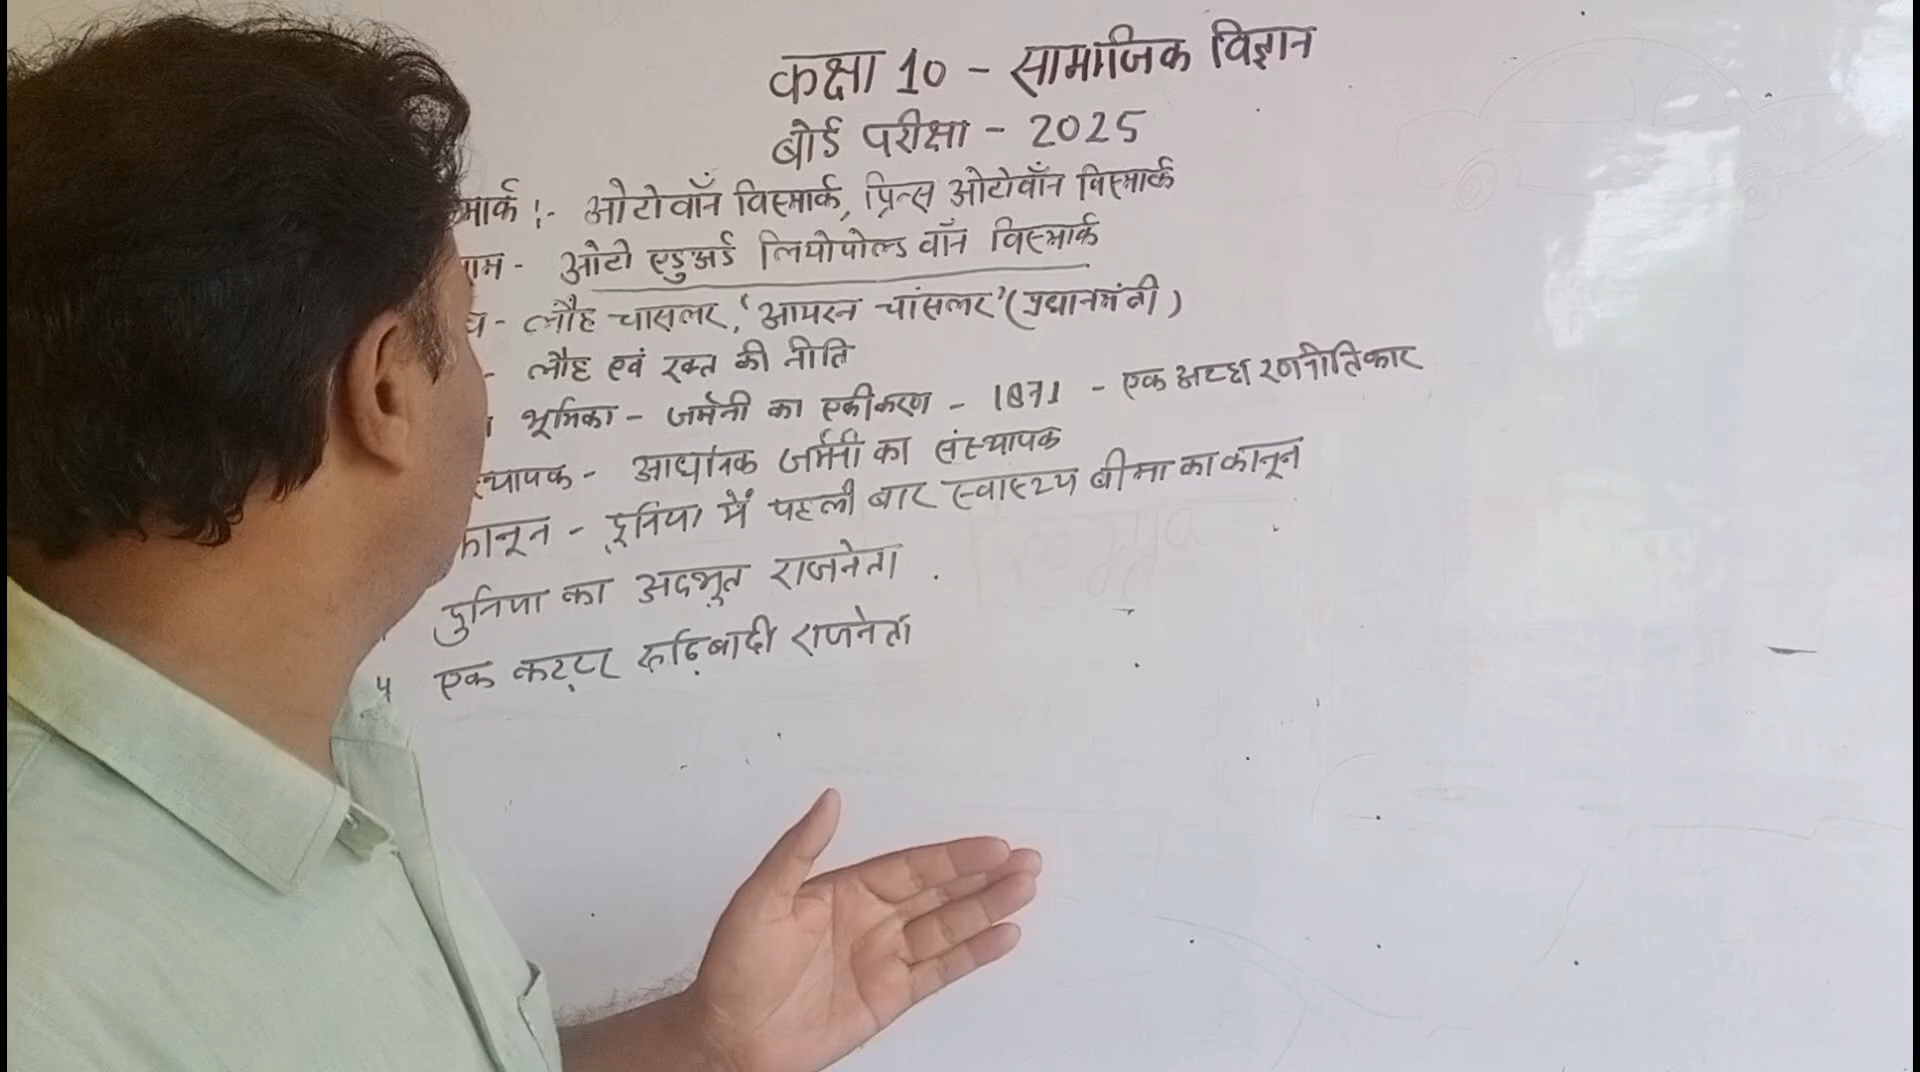 कक्षा 10 - सामाजिक विज्ञान
बोर्ड परीक्षा - 2025
मार्क :- ओटोवॉन विस्मार्क, प्रिन्स ओटोवॉन विस्मार्क
नाम - ओटो एडुअर्ड लियोपोल्ड वॉन विस्मार्क
- लौह चासलर, 'आयरन चांसलर' (प्रधानमंत्री)
- लौह एवं रक्त की नीति
भूमिका - जर्मनी का एकीकरण - 1871 - एक अच्छा रणनीतिकार
स्थापक - आधुनिक जर्मनी का संस्थापक
कानून - दुनिया में पहली बार स्वास्थ्य बीमा का कानून
दुनिया का अदभूत राजनेता .
एक कट्टर रूढ़िबादी राजनेता